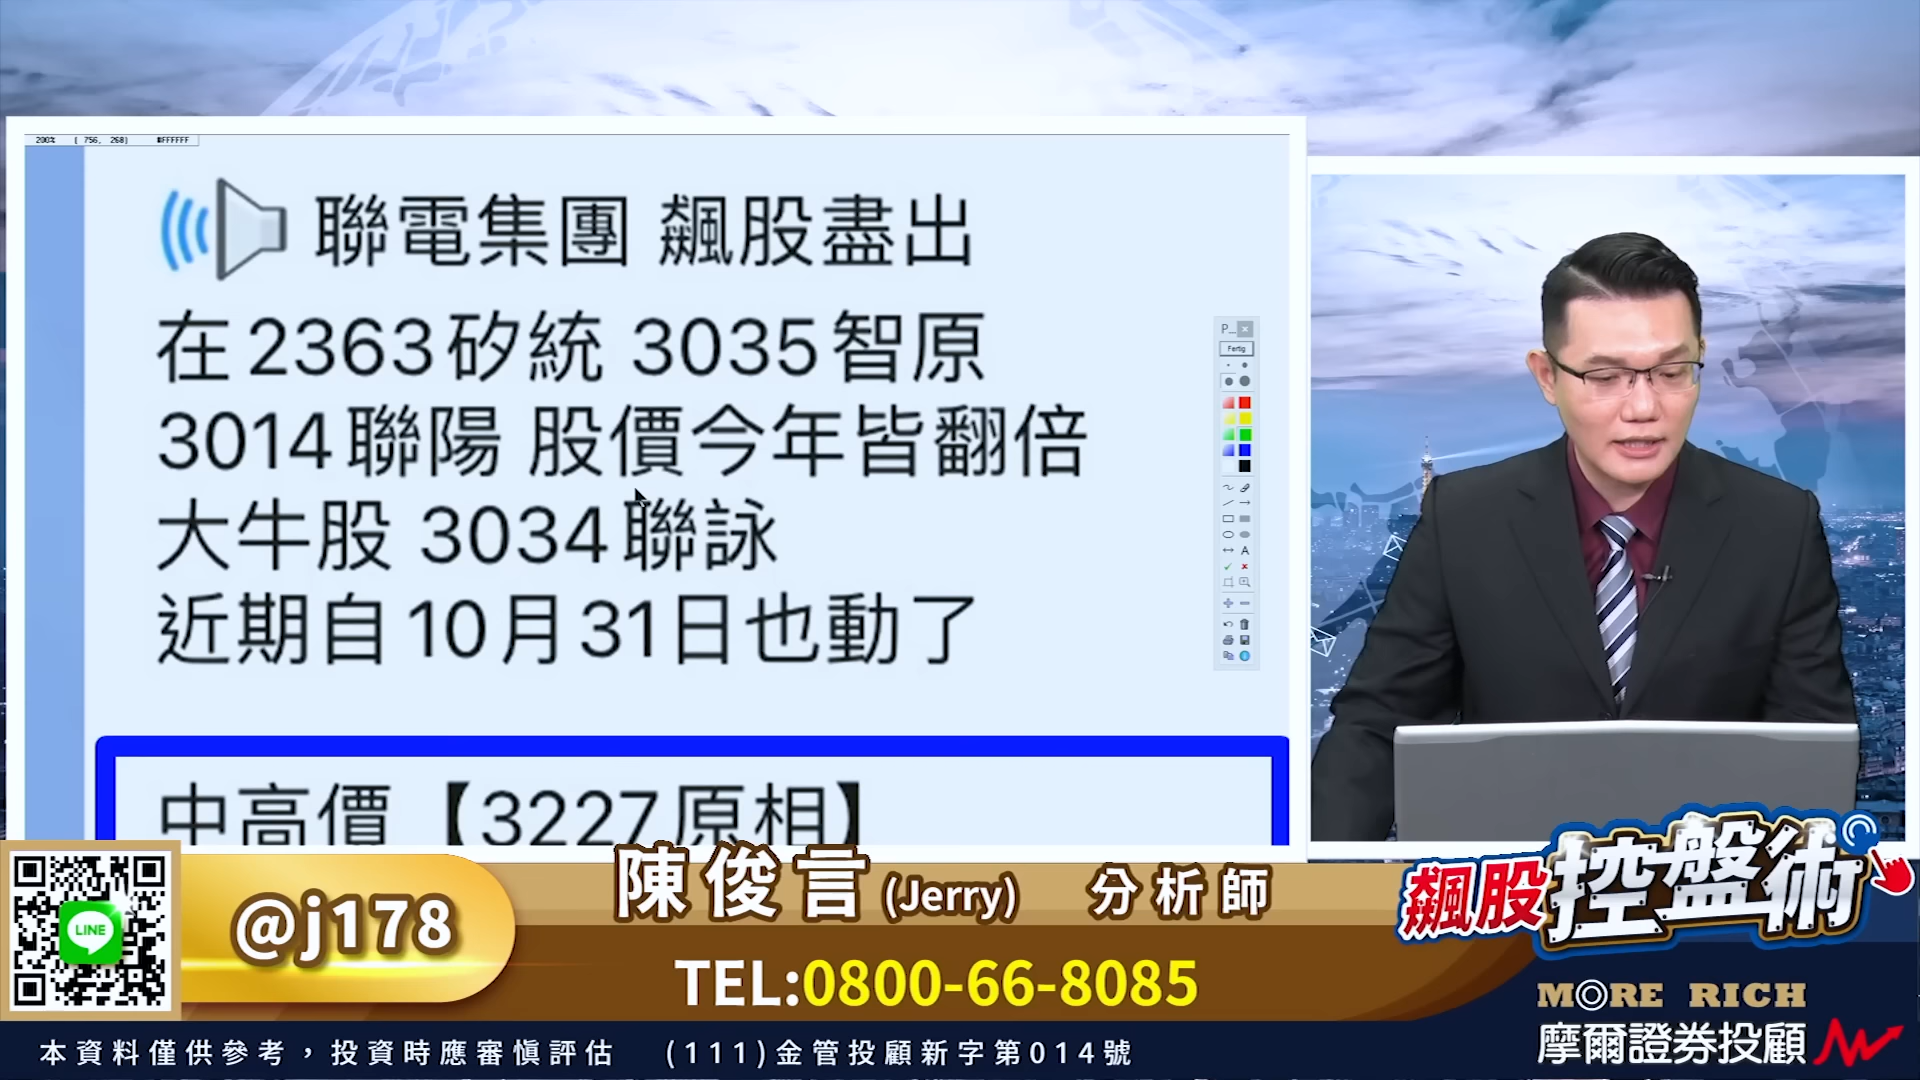 200% ( 756, 268) #FFFFFF
聯電集團 飆股盡出
在2363矽統 3035智原
3014聯陽 股價今年皆翻倍
大牛股 3034聯詠
近期自10月31日也動了
中高價【3227原相】
P...
Fertig
A
LINE
@j178
陳俊言(Jerry) 分析師
TEL:0800-66-8085
飆股控盤術
MORE RICH
摩爾證券投顧
本資料僅供參考，投資時應審慎評估 (111)金管投顧新字第014號